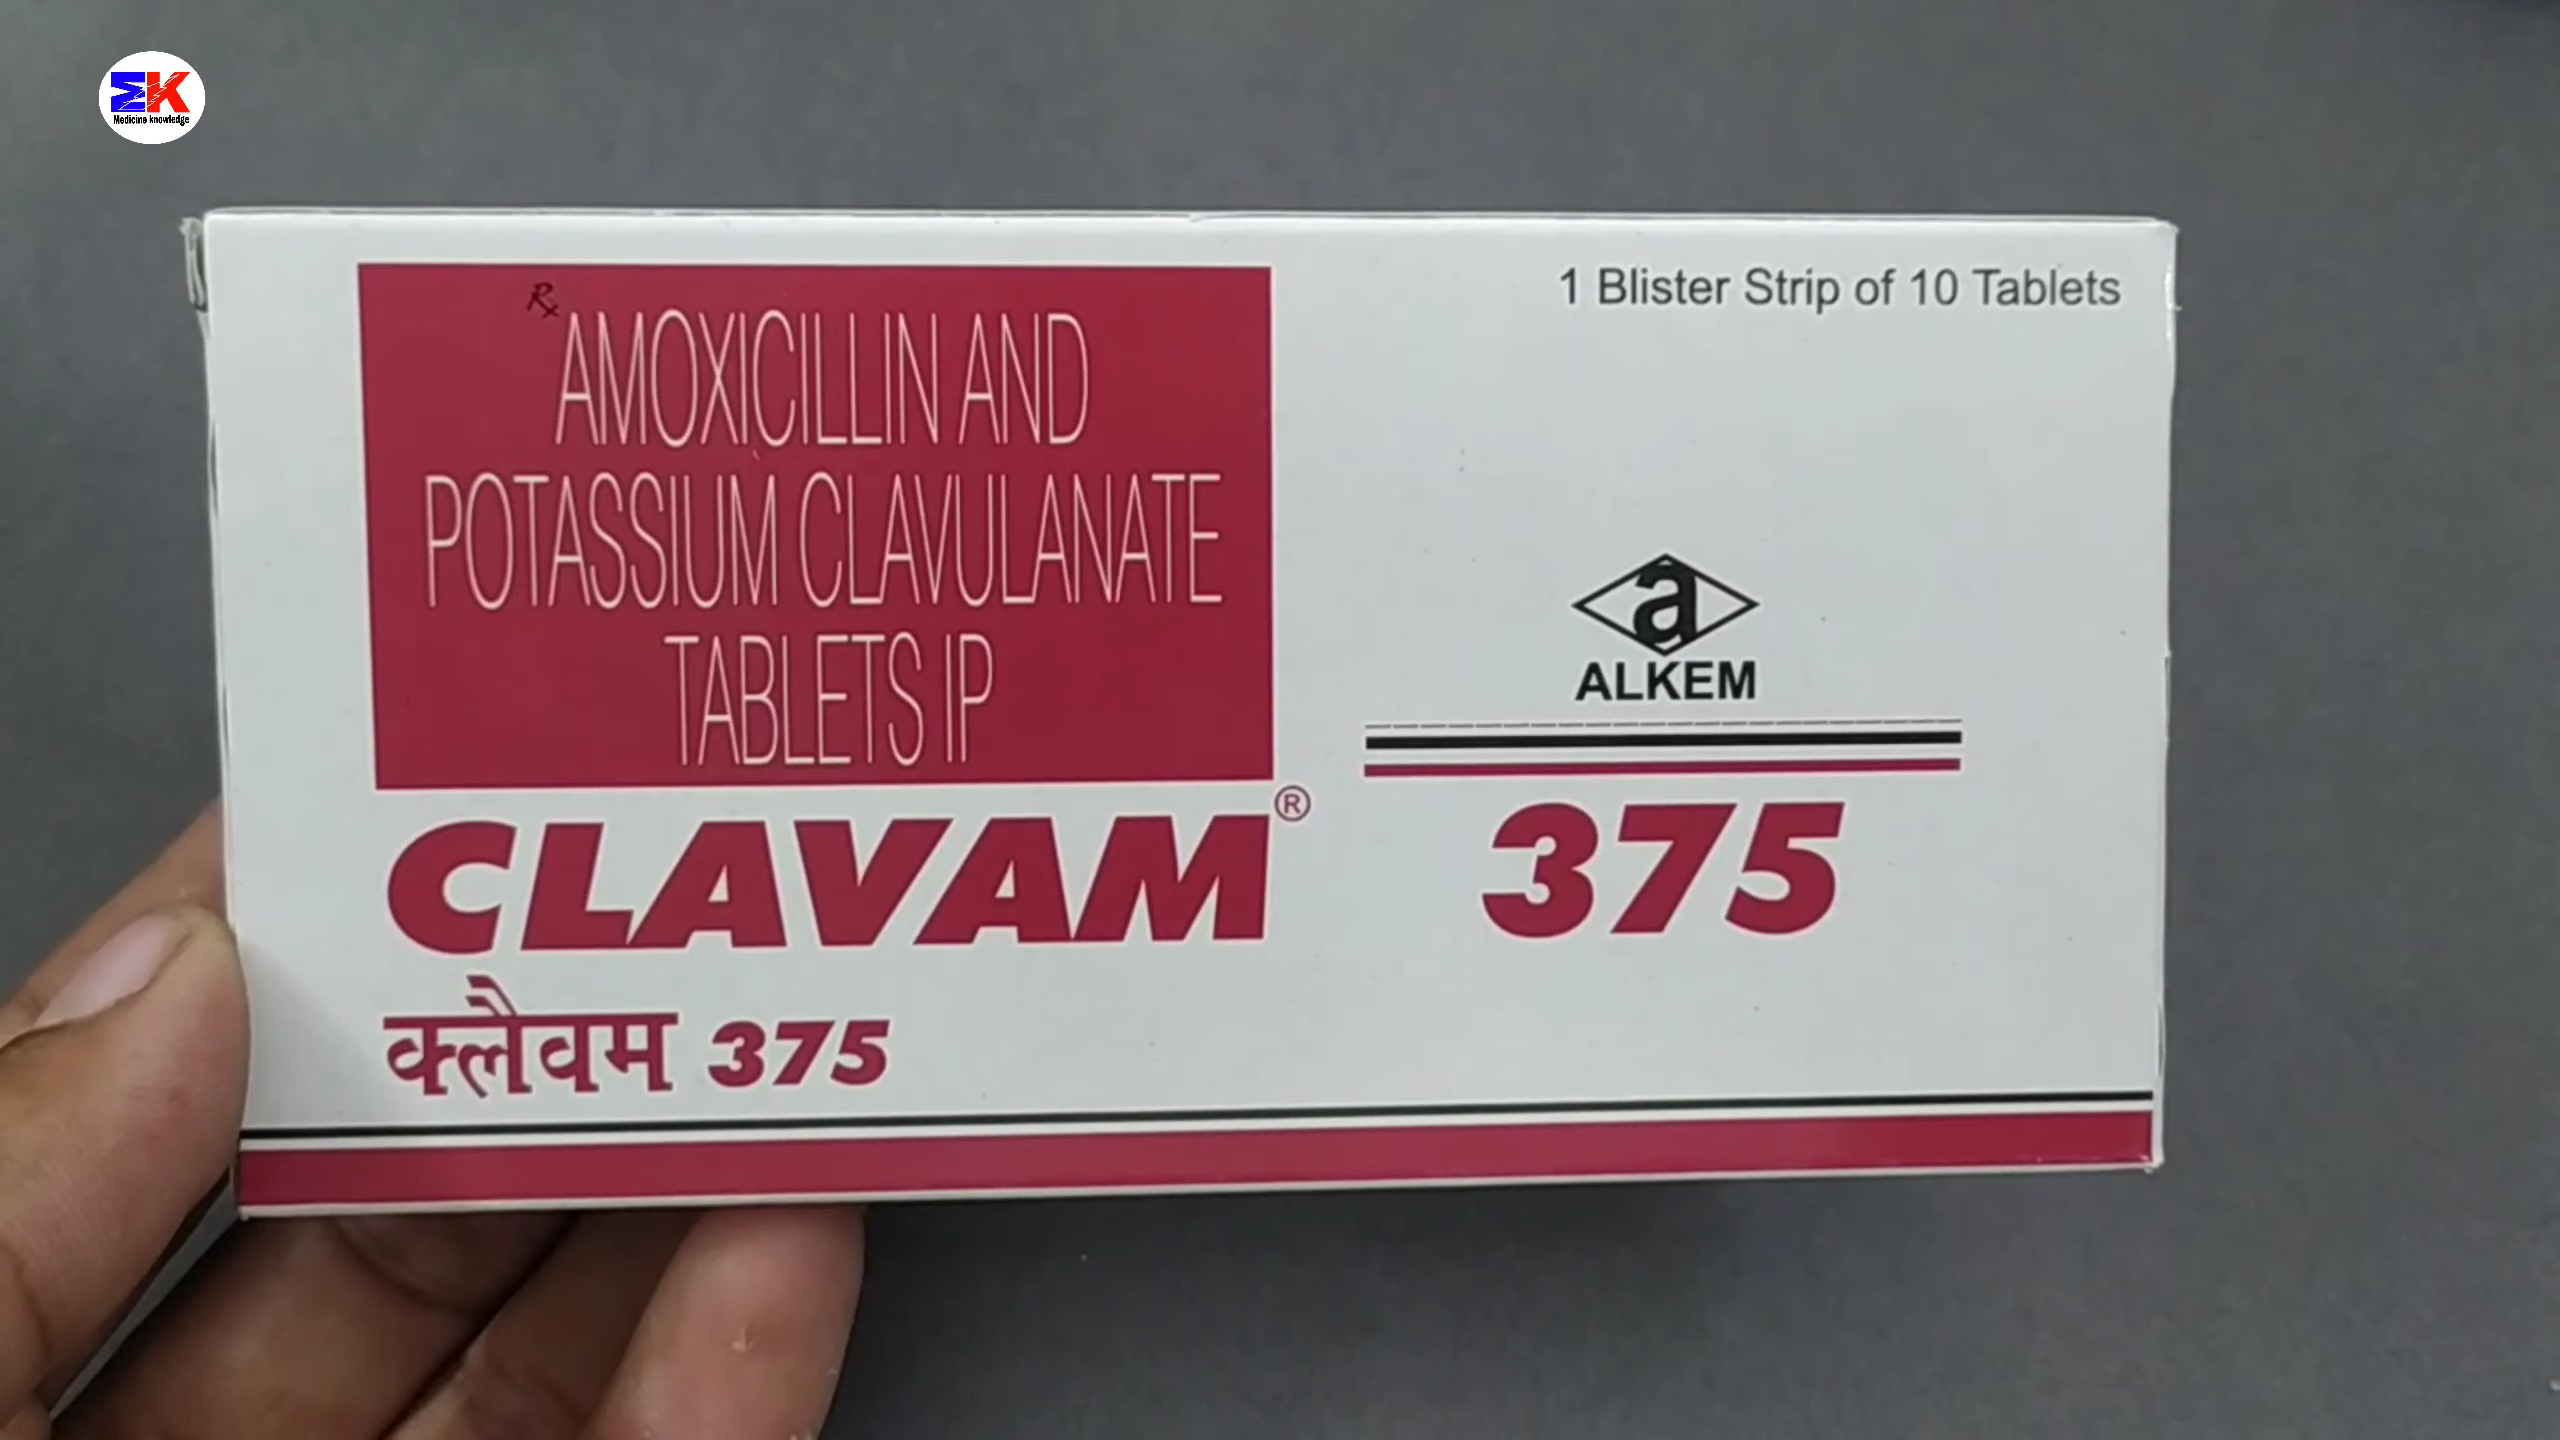 EK
Medicine knowledge
1 Blister Strip of 10 Tablets
℞ AMOXICILLIN AND
POTASSIUM CLAVULANATE
TABLETS IP
a
ALKEM
CLAVAM® 375
क्लैवम 375